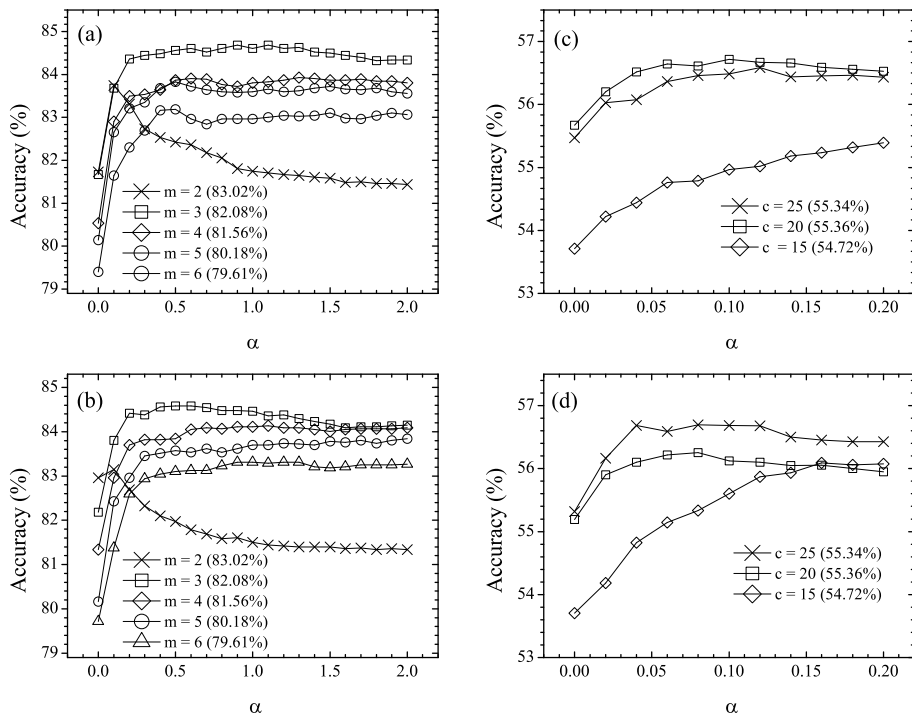 (a)
Accuracy (%)
85
84
83
82
81
80
79
m = 2 (83.02%)
m = 3 (82.08%)
m = 4 (81.56%)
m = 5 (80.18%)
m = 6 (79.61%)
0.0 0.5 1.0 1.5 2.0
α
(c)
Accuracy (%)
57
56
55
54
53
c = 25 (55.34%)
c = 20 (55.36%)
c = 15 (54.72%)
0.00 0.05 0.10 0.15 0.20
α
(b)
Accuracy (%)
85
84
83
82
81
80
79
m = 2 (83.02%)
m = 3 (82.08%)
m = 4 (81.56%)
m = 5 (80.18%)
m = 6 (79.61%)
0.0 0.5 1.0 1.5 2.0
α
(d)
Accuracy (%)
57
56
55
54
53
c = 25 (55.34%)
c = 20 (55.36%)
c = 15 (54.72%)
0.00 0.05 0.10 0.15 0.20
α